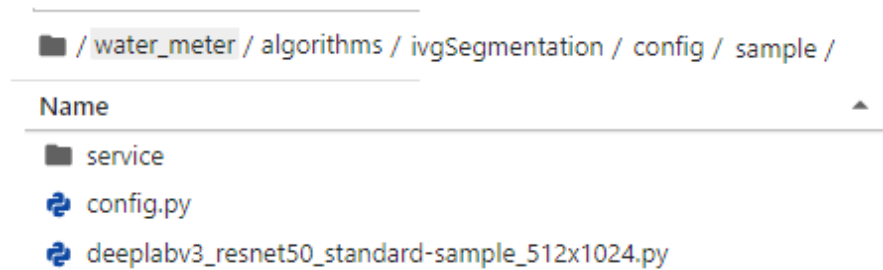 / water_meter / algorithms / ivgSegmentation / config / sample /
Name
service
config.py
deeplabv3_resnet50_standard-sample_512x1024.py